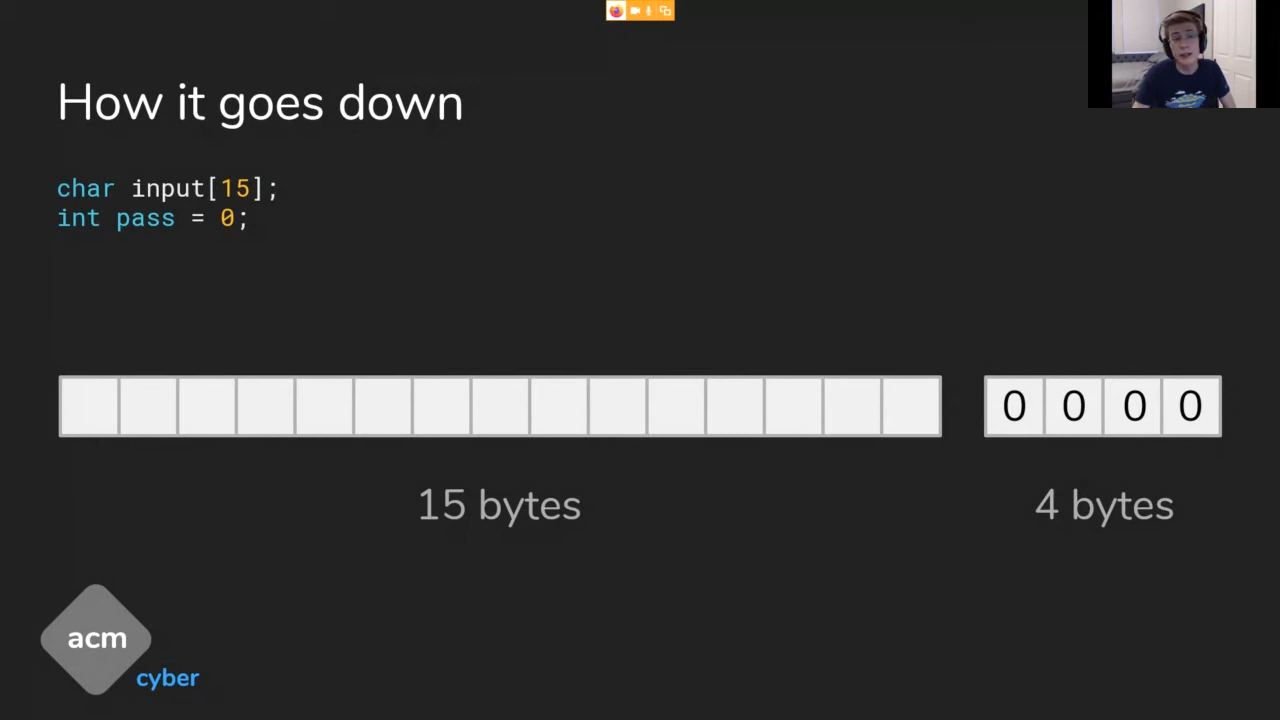 How it goes down
char input[15];
int pass = 0;
0 0 0 0
15 bytes
4 bytes
acm
cyber